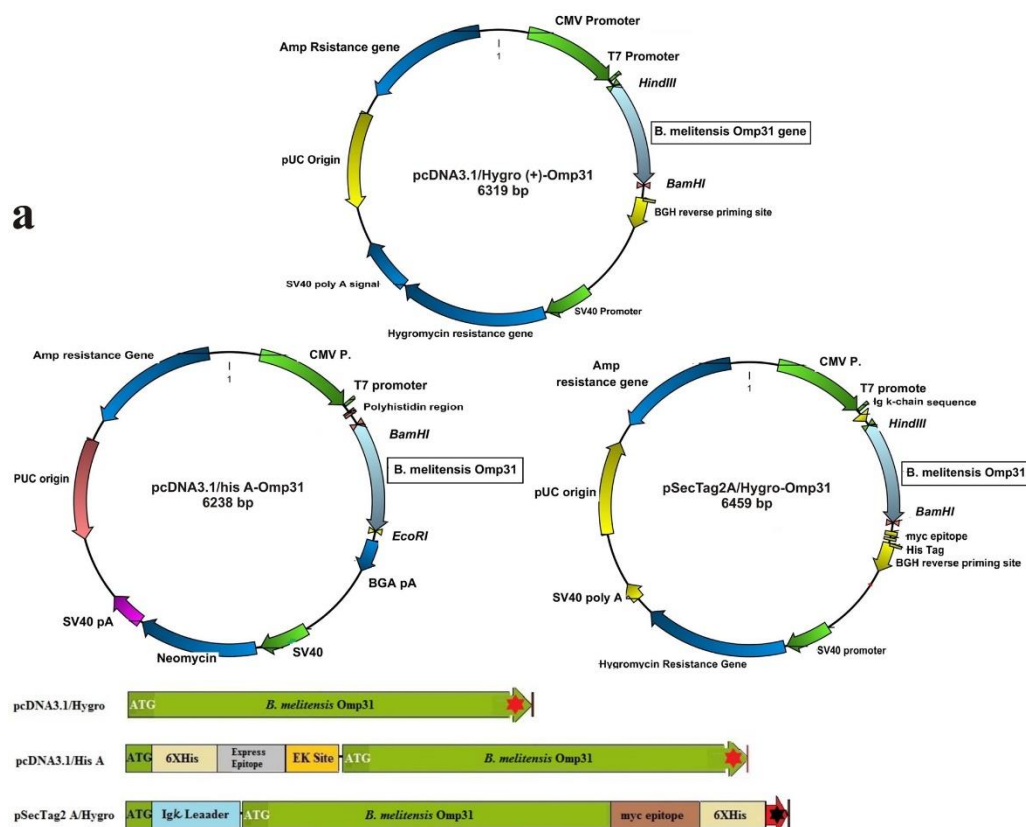 a
CMV Promoter
Amp Rsistance gene
1
T7 Promoter
HindIII
B. melitensis Omp31 gene
pUC Origin
pcDNA3.1/Hygro (+)-Omp31
6319 bp
BamHI
BGH reverse priming site
SV40 poly A signal
SV40 Promoter
Hygromycin resistance gene
Amp resistance Gene
CMV P.
1
T7 promoter
Polyhistidin region
BamHI
B. melitensis Omp31
PUC origin
pcDNA3.1/his A-Omp31
6238 bp
EcoRI
BGA pA
SV40 pA
Neomycin
SV40
Amp
resistance gene
CMV P.
1
T7 promote
Ig k-chain sequence
HindIII
B. melitensis Omp31
pUC origin
pSecTag2A/Hygro-Omp31
6459 bp
BamHI
myc epitope
His Tag
BGH reverse priming site
SV40 poly A
SV40 promoter
Hygromycin Resistance Gene
pcDNA3.1/Hygro ATG B. melitensis Omp31
pcDNA3.1/His A ATG 6XHis Express Epitope EK Site ATG B. melitensis Omp31
pSecTag2 A/Hygro ATG Igk Leaader ATG B. melitensis Omp31 myc epitope 6XHis